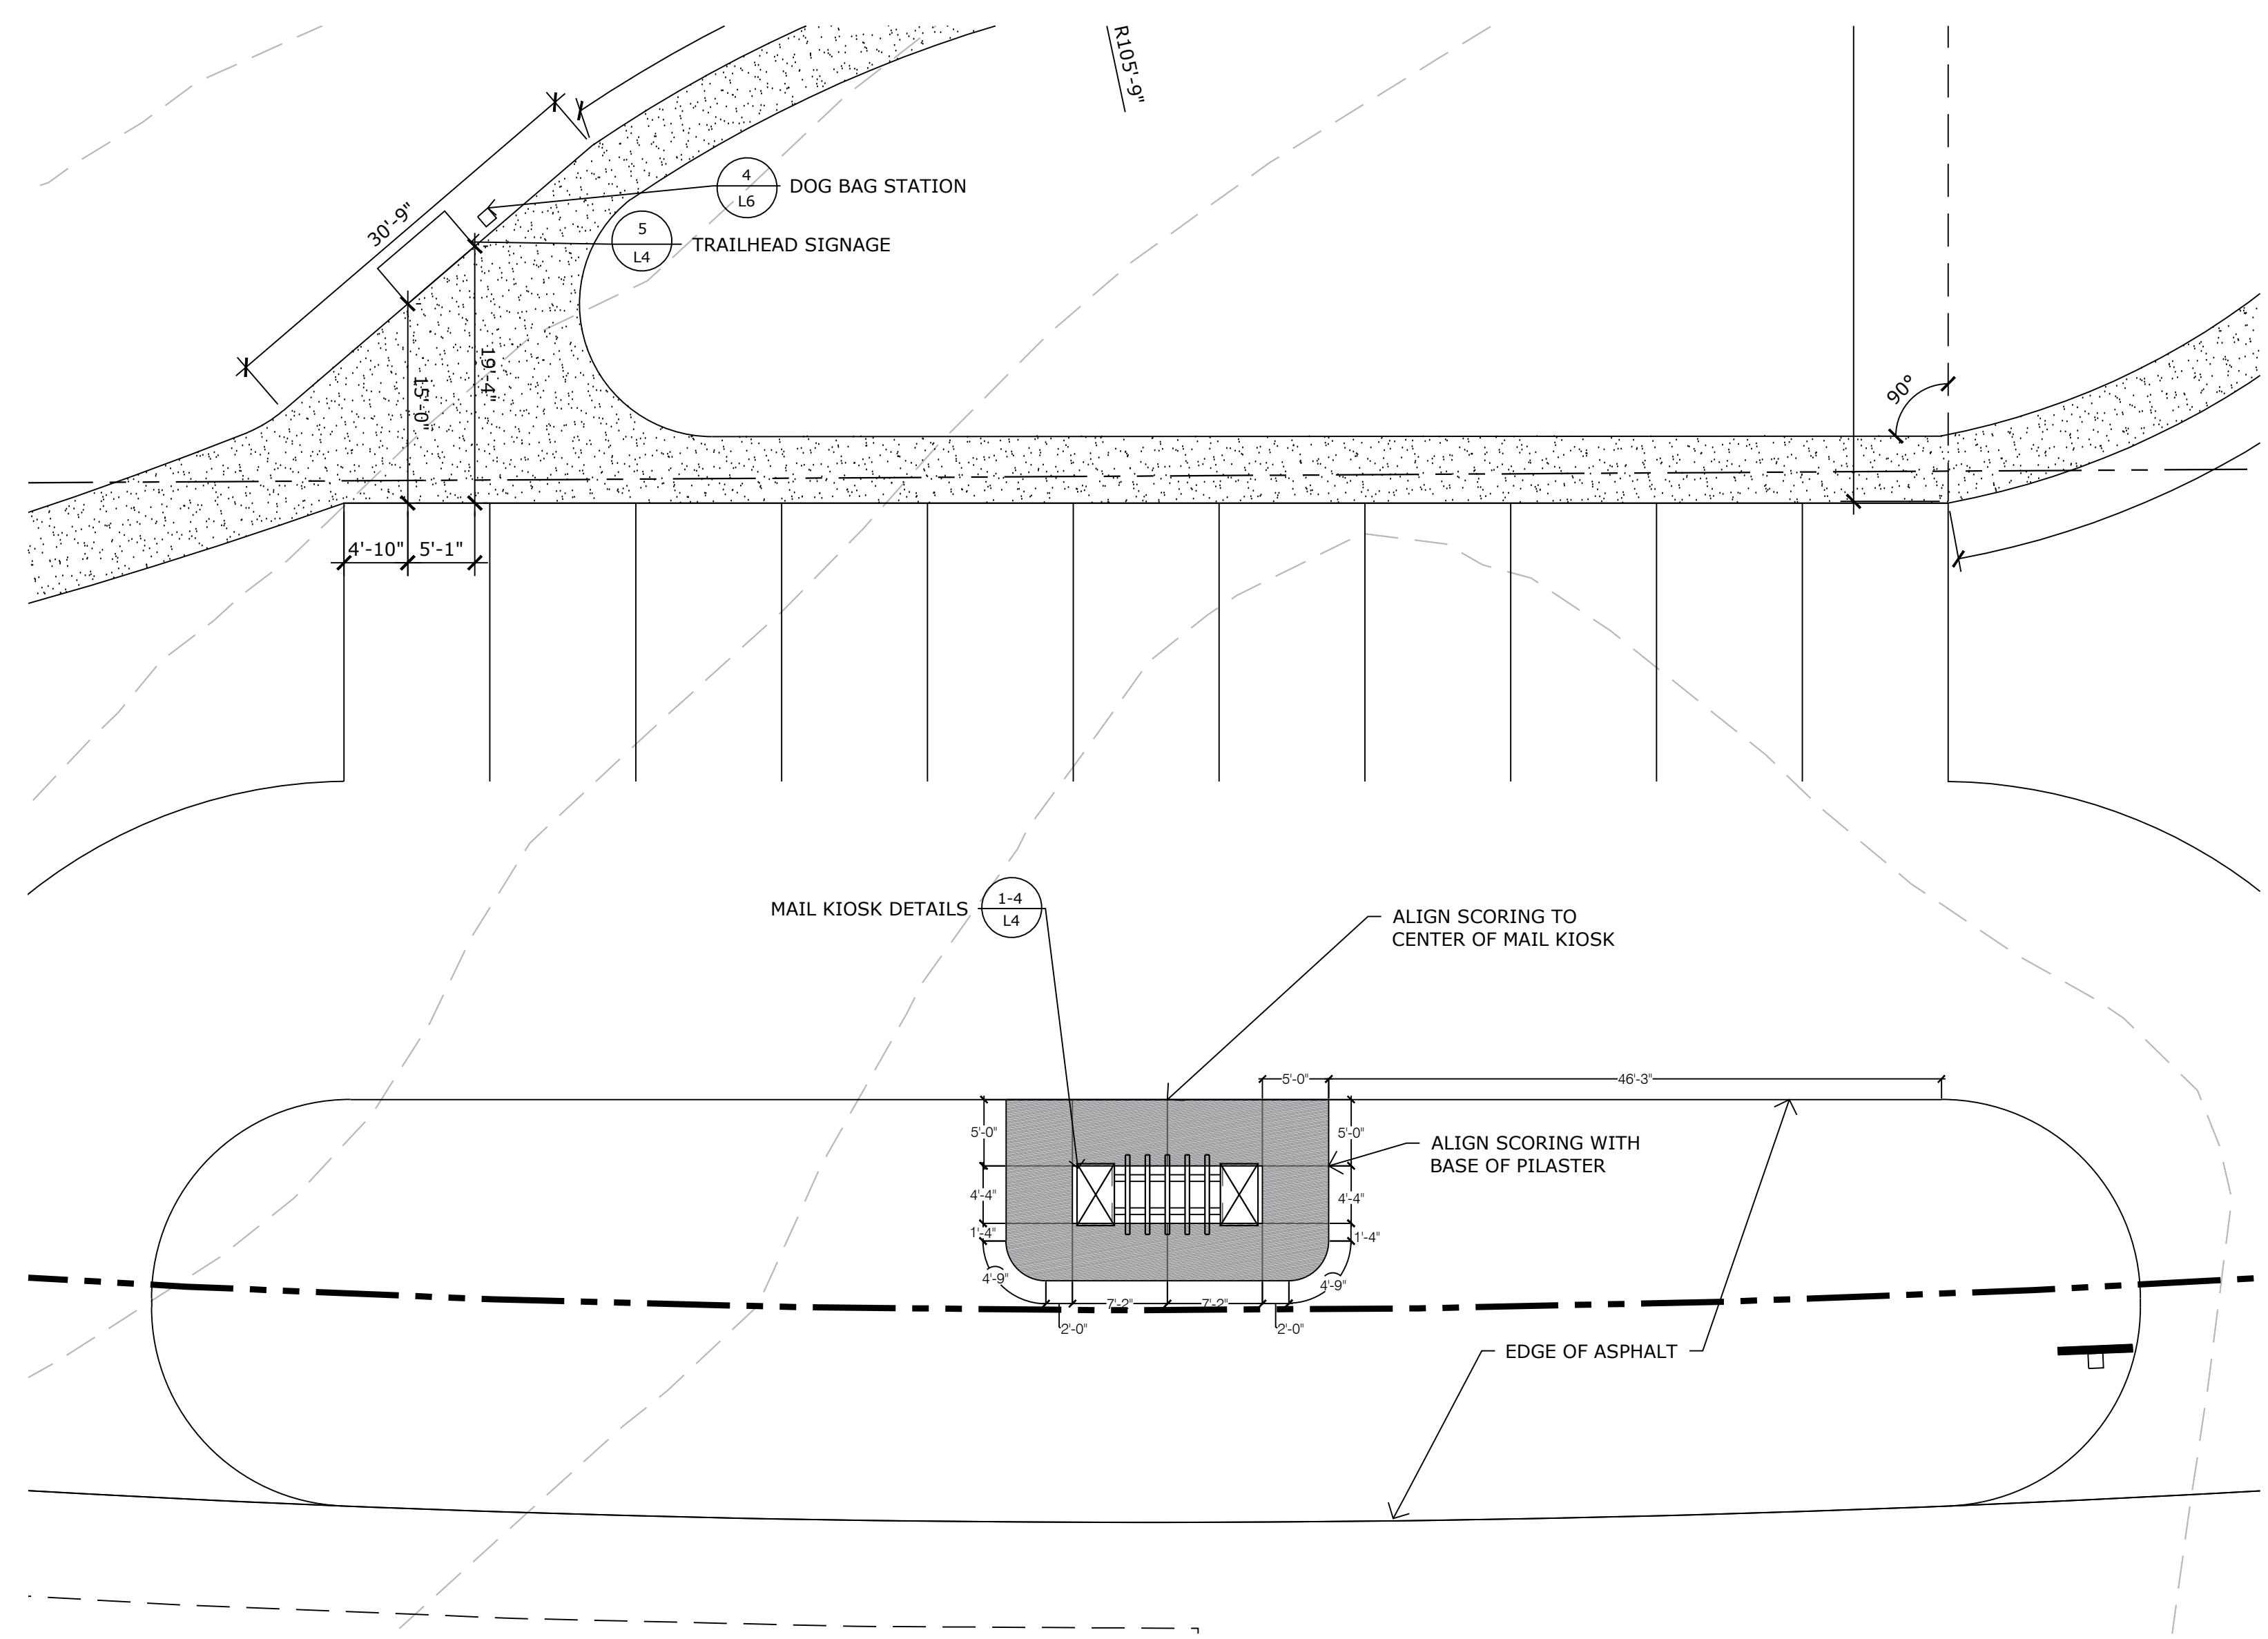 R105'-9"
4
L6
DOG BAG STATION
30'-9"
5
L4
TRAILHEAD SIGNAGE
19'-4"
15'-0"
90°
4'-10"
5'-1"
MAIL KIOSK DETAILS
1-4
L4
ALIGN SCORING TO
CENTER OF MAIL KIOSK
5'-0"
46'-3"
5'-0"
5'-0"
ALIGN SCORING WITH
BASE OF PILASTER
4'-4"
4'-4"
1'-4"
1'-4"
4'-9"
4'-9"
7'-2"
7'-2"
2'-0"
2'-0"
EDGE OF ASPHALT